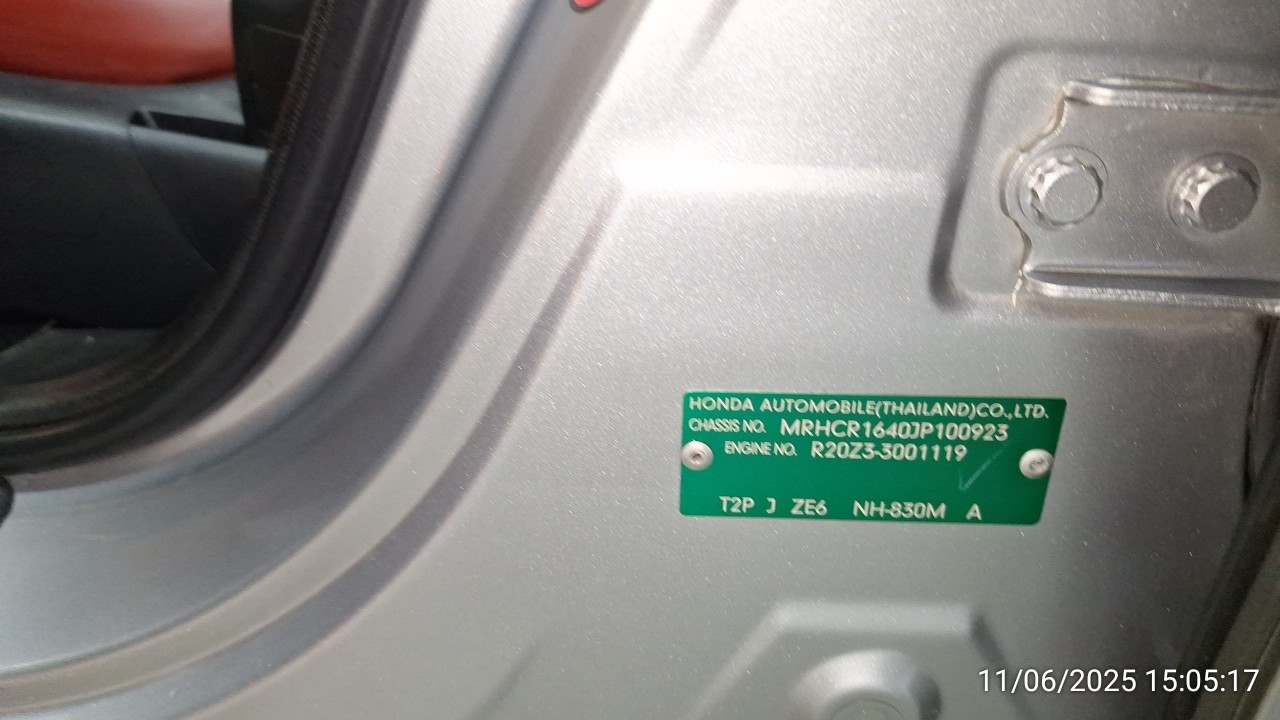 HONDA AUTOMOBILE(THAILAND)CO.,LTD.
CHASSIS NO. MRHCR1640JP100923
ENGINE NO. R20Z3-3001119
T2P J ZE6 NH-830M A
11/06/2025 15:05:17